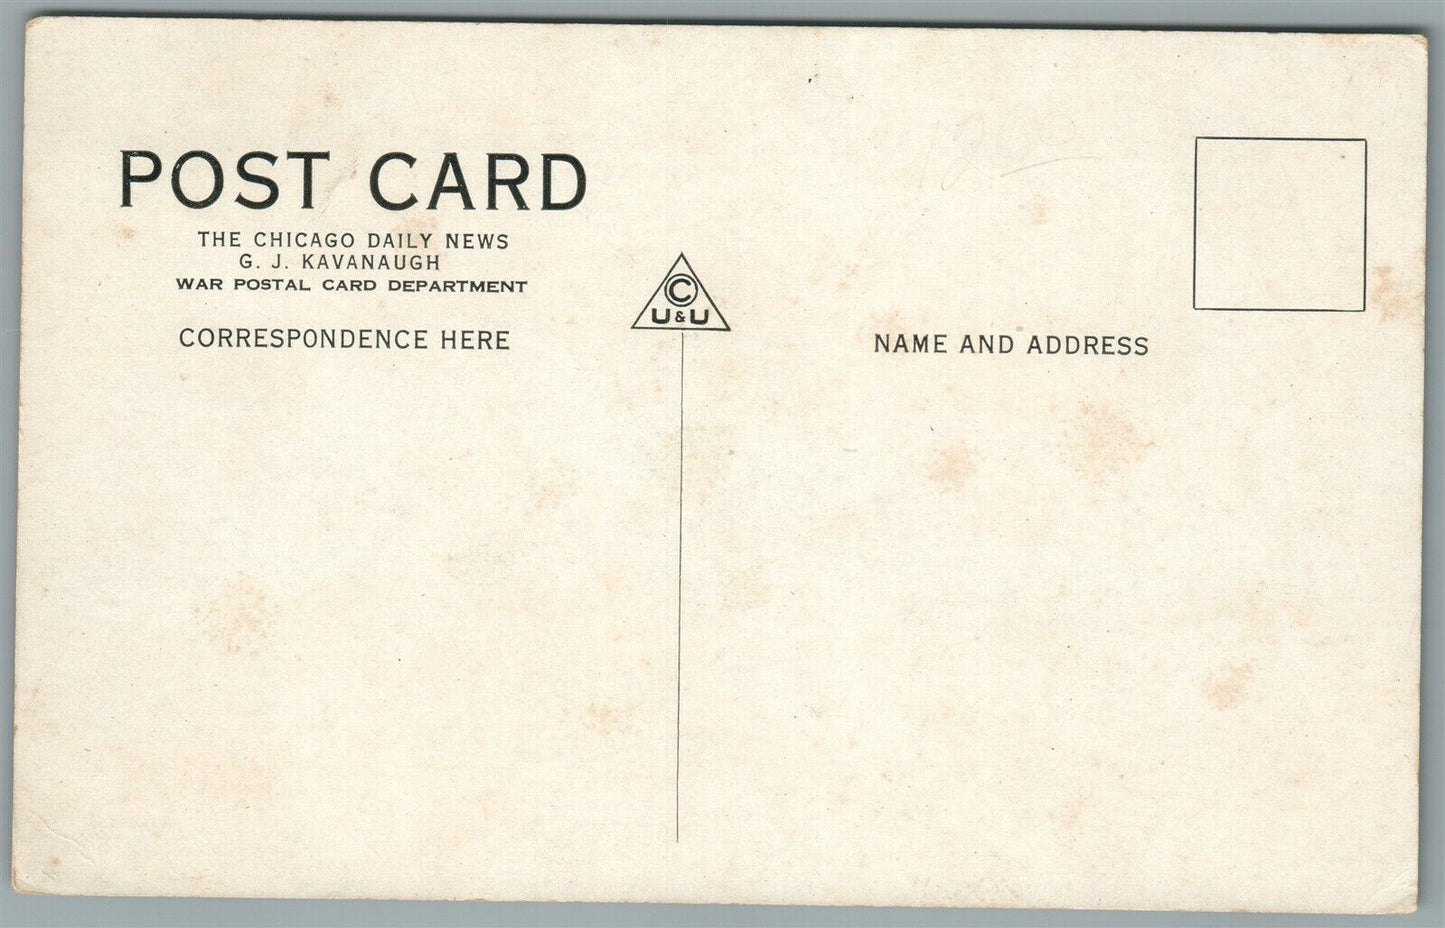 POST CARD
THE CHICAGO DAILY NEWS
G. J. KAVANAUGH
WAR POSTAL CARD DEPARTMENT
CORRESPONDENCE HERE
C
U & U
NAME AND ADDRESS